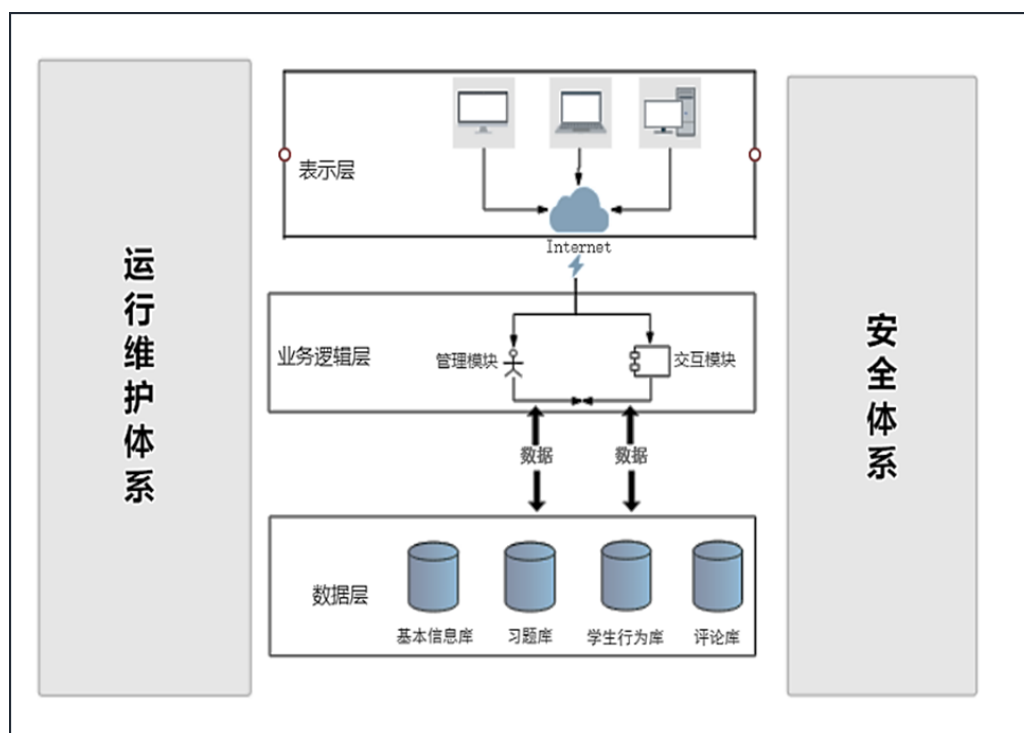 运行维护体系
表示层
Internet
业务逻辑层
管理模块
交互模块
数据
数据
数据层
基本信息库
习题库
学生行为库
评论库
安全体系